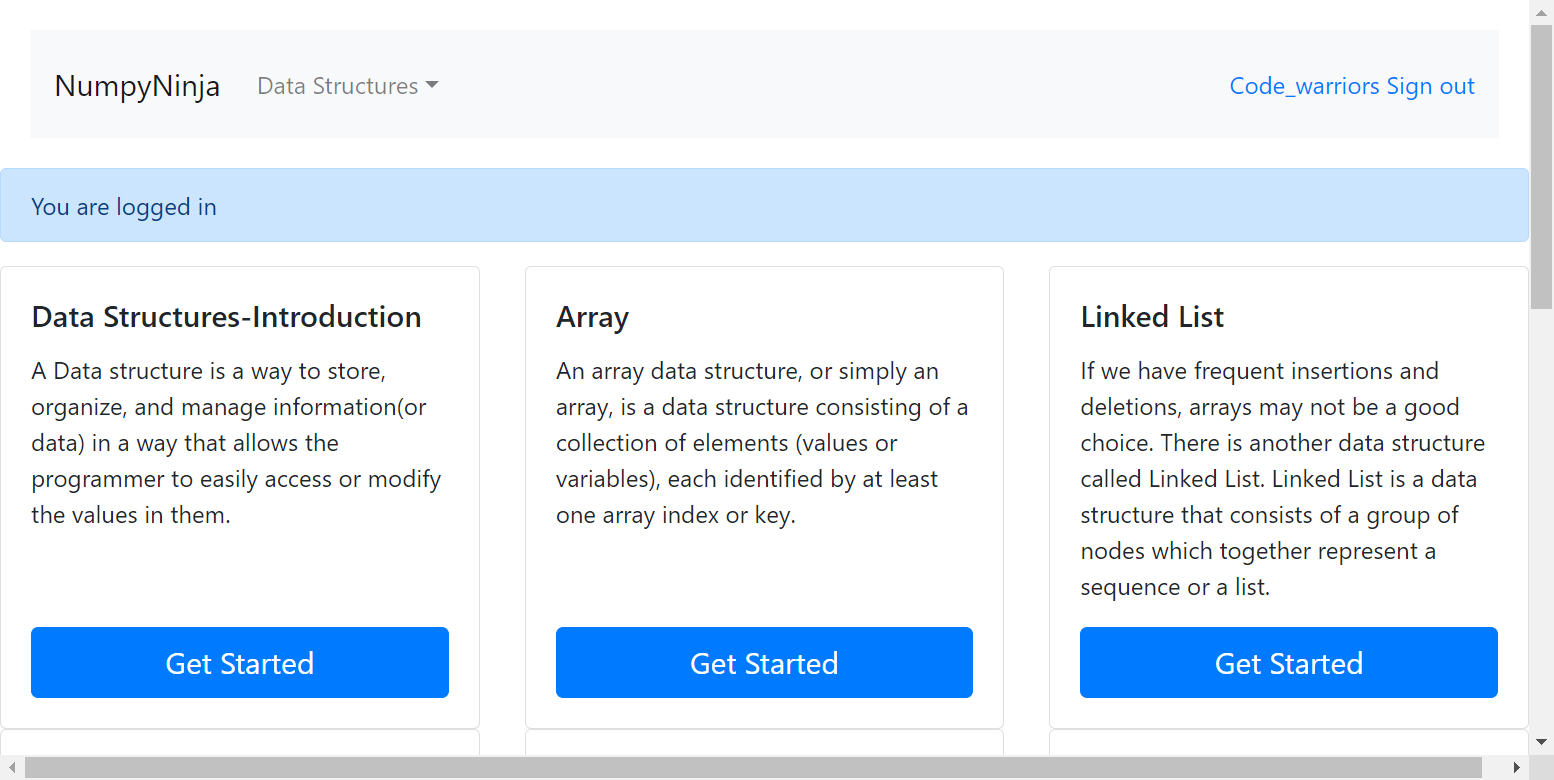 NumpyNinja Data Structures Code_warriors Sign out
You are logged in
Data Structures-Introduction
A Data structure is a way to store,
organize, and manage information(or
data) in a way that allows the
programmer to easily access or modify
the values in them.
Get Started
Array
An array data structure, or simply an
array, is a data structure consisting of a
collection of elements (values or
variables), each identified by at least
one array index or key.
Get Started
Linked List
If we have frequent insertions and
deletions, arrays may not be a good
choice. There is another data structure
called Linked List. Linked List is a data
structure that consists of a group of
nodes which together represent a
sequence or a list.
Get Started